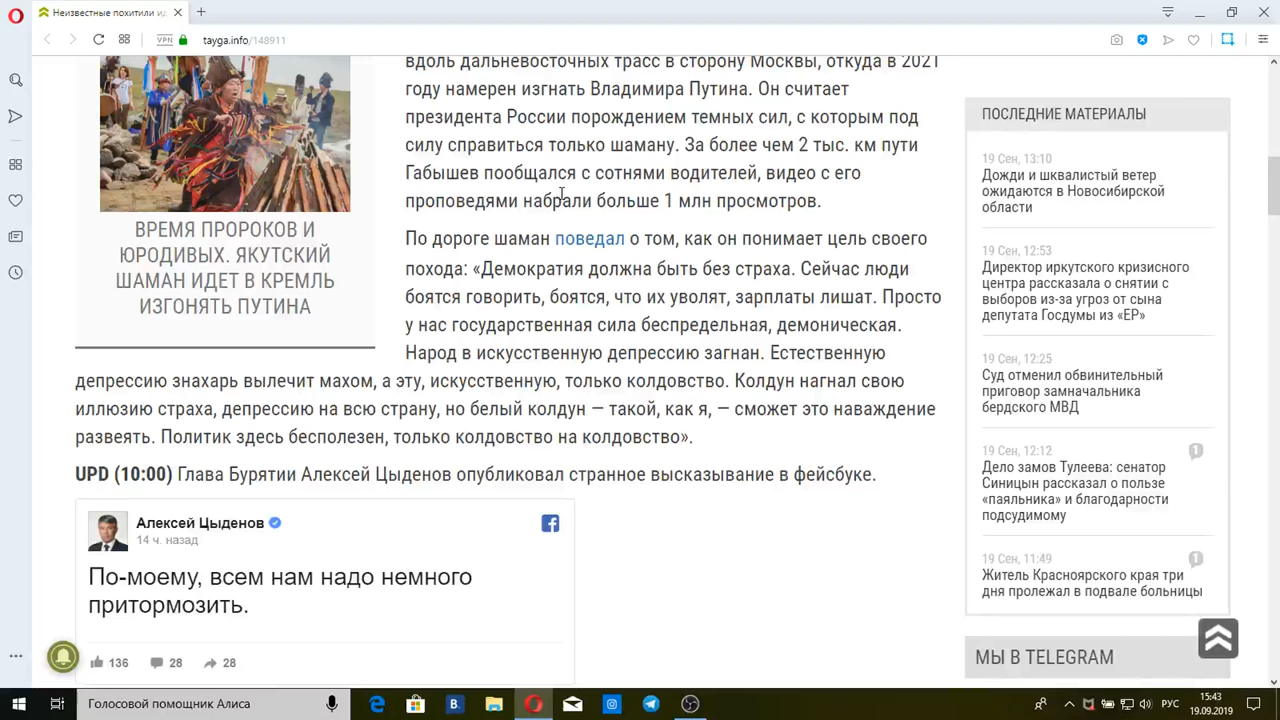 Неизвестные похитили ид
VPN
tayga.info/148911
ВРЕМЯ ПРОРОКОВ И
ЮРОДИВЫХ. ЯКУТСКИЙ
ШАМАН ИДЕТ В КРЕМЛЬ
ИЗГОНЯТЬ ПУТИНА
вдоль дальневосточных трасс в сторону Москвы, откуда в 2021
году намерен изгнать Владимира Путина. Он считает
президента России порождением темных сил, с которым под
силу справиться только шаману. За более чем 2 тыс. км пути
Габышев пообщался с сотнями водителей, видео с его
проповедями набрали больше 1 млн просмотров.
По дороге шаман поведал о том, как он понимает цель своего
похода: «Демократия должна быть без страха. Сейчас люди
боятся говорить, боятся, что их уволят, зарплаты лишат. Просто
у нас государственная сила беспредельная, демоническая.
Народ в искусственную депрессию загнан. Естественную
депрессию знахарь вылечит махом, а эту, искусственную, только колдовство. Колдун нагнал свою
иллюзию страха, депрессию на всю страну, но белый колдун — такой, как я, — сможет это наваждение
развеять. Политик здесь бесполезен, только колдовство на колдовство».
UPD (10:00) Глава Бурятии Алексей Цыденов опубликовал странное высказывание в фейсбуке.
Алексей Цыденов
14 ч. назад
По-моему, всем нам надо немного
притормозить.
136 28 28
ПОСЛЕДНИЕ МАТЕРИАЛЫ
19 Сен, 13:10
Дожди и шквалистый ветер
ожидаются в Новосибирской
области
19 Сен, 12:53
Директор иркутского кризисного
центра рассказала о снятии с
выборов из-за угроз от сына
депутата Госдумы из «ЕР»
19 Сен, 12:25
Суд отменил обвинительный
приговор замначальника
бердского МВД
19 Сен, 12:12
1
Дело замов Тулеева: сенатор
Синицын рассказал о пользе
«паяльника» и благодарности
подсудимому
19 Сен, 11:49
1
Житель Красноярского края три
дня пролежал в подвале больницы
МЫ В TELEGRAM
Голосовой помощник Алиса
B.
РУС
15:43
19.09.2019